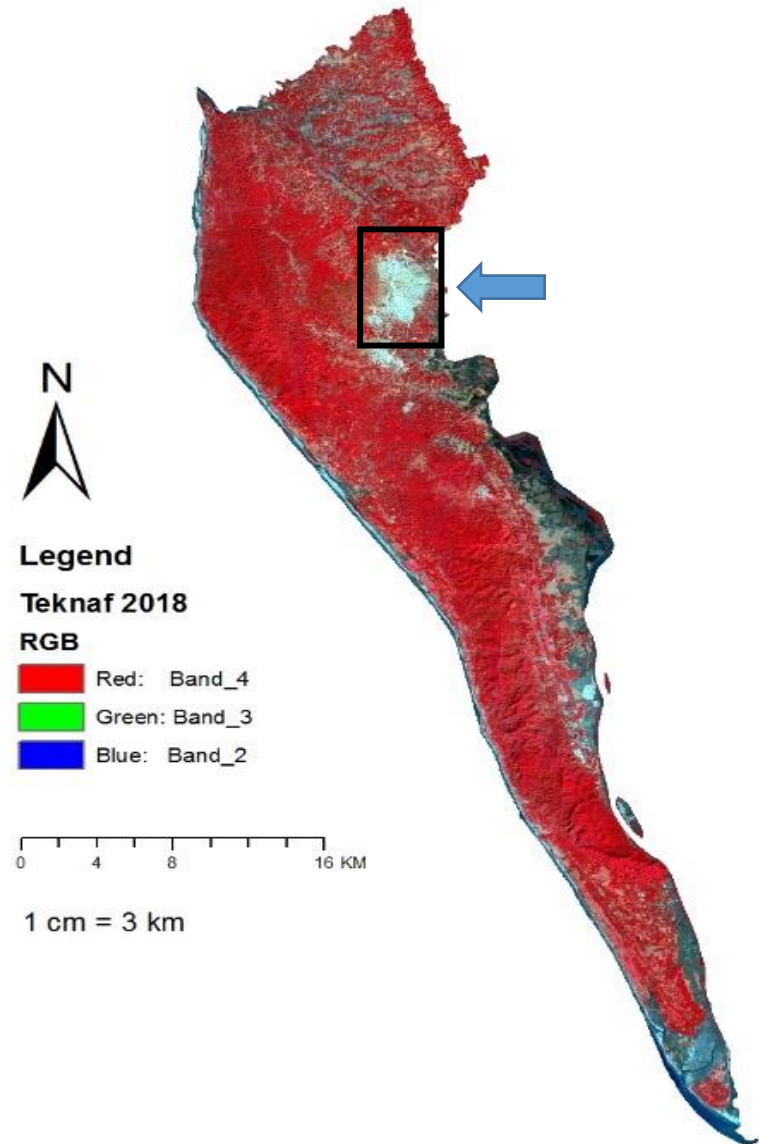 N
Legend
Teknaf 2018
RGB
Red: Band_4
Green: Band_3
Blue: Band_2
0 4 8 16 KM
1 cm = 3 km